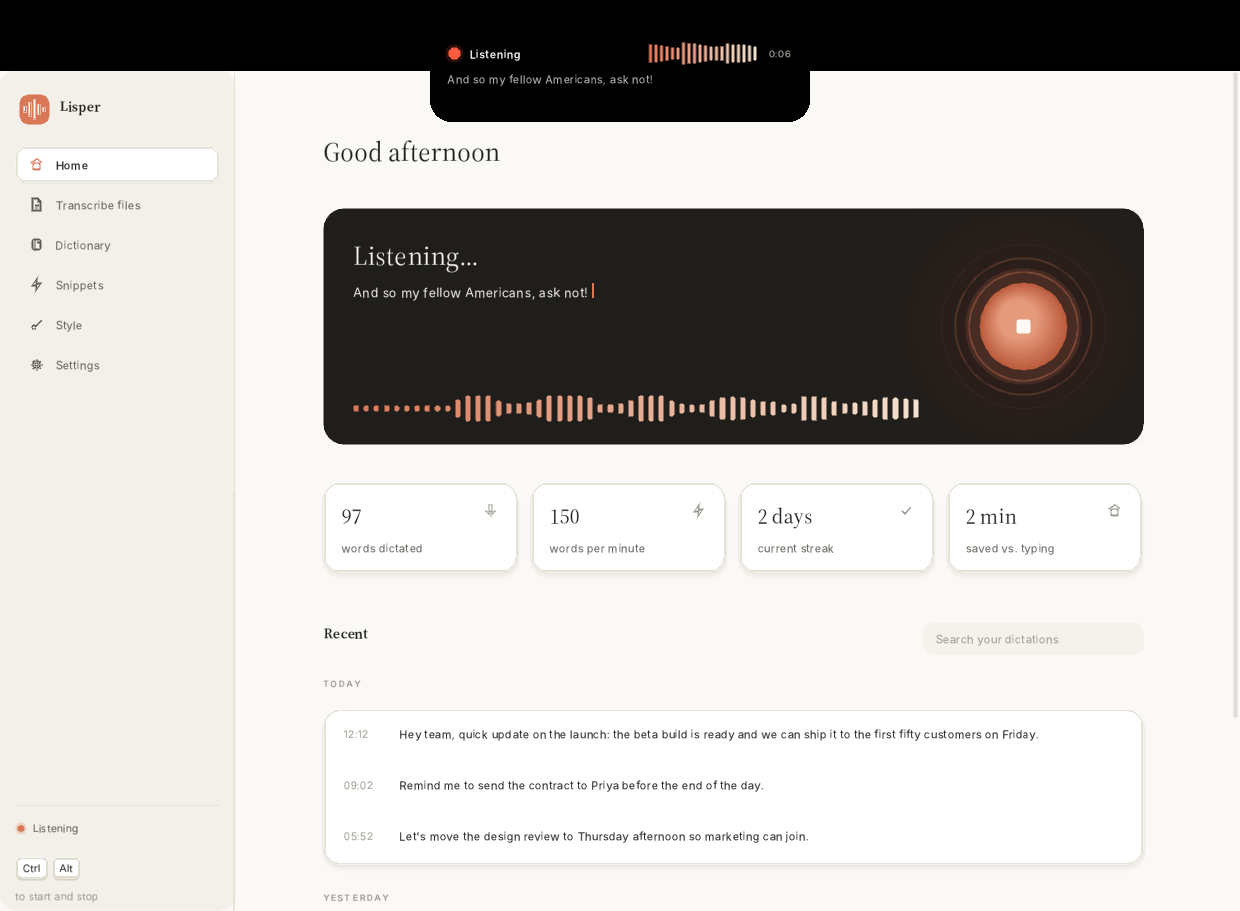 Listening
0:06
And so my fellow Americans, ask not!
Lisper
Home
Transcribe files
Dictionary
Snippets
Style
Settings
Listening
Ctrl Alt
to start and stop
Good afternoon
Listening...
And so my fellow Americans, ask not!
97
words dictated
150
words per minute
2 days
current streak
2 min
saved vs. typing
Recent
Search your dictations
TODAY
12:12 Hey team, quick update on the launch: the beta build is ready and we can ship it to the first fifty customers on Friday.
09:02 Remind me to send the contract to Priya before the end of the day.
05:52 Let's move the design review to Thursday afternoon so marketing can join.
YESTERDAY